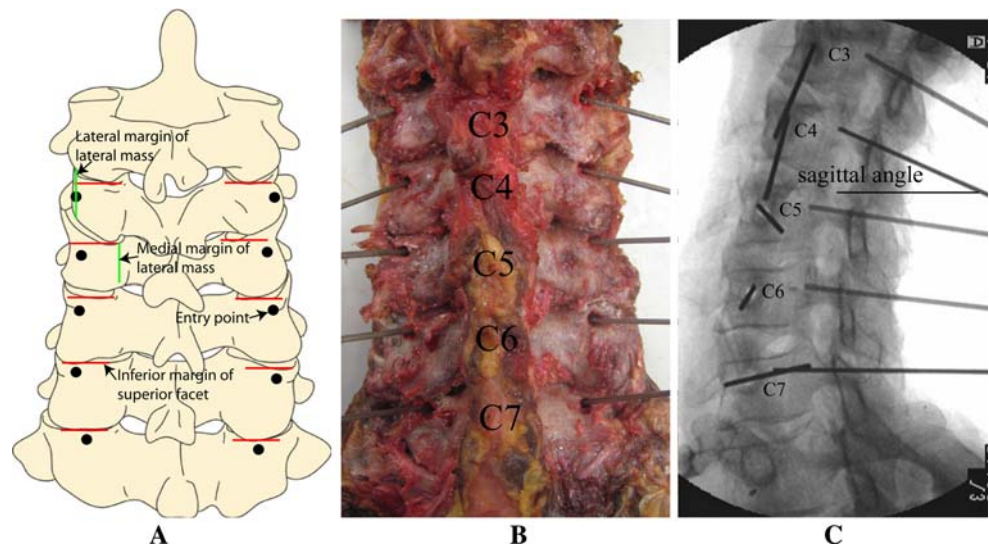 Lateral margin of
lateral mass
Medial margin of
lateral mass
Entry point
Inferior margin of
superior facet
A
C3
C4
C5
C6
C7
B
C3
C4
sagittal angle
C5
C6
C7
C